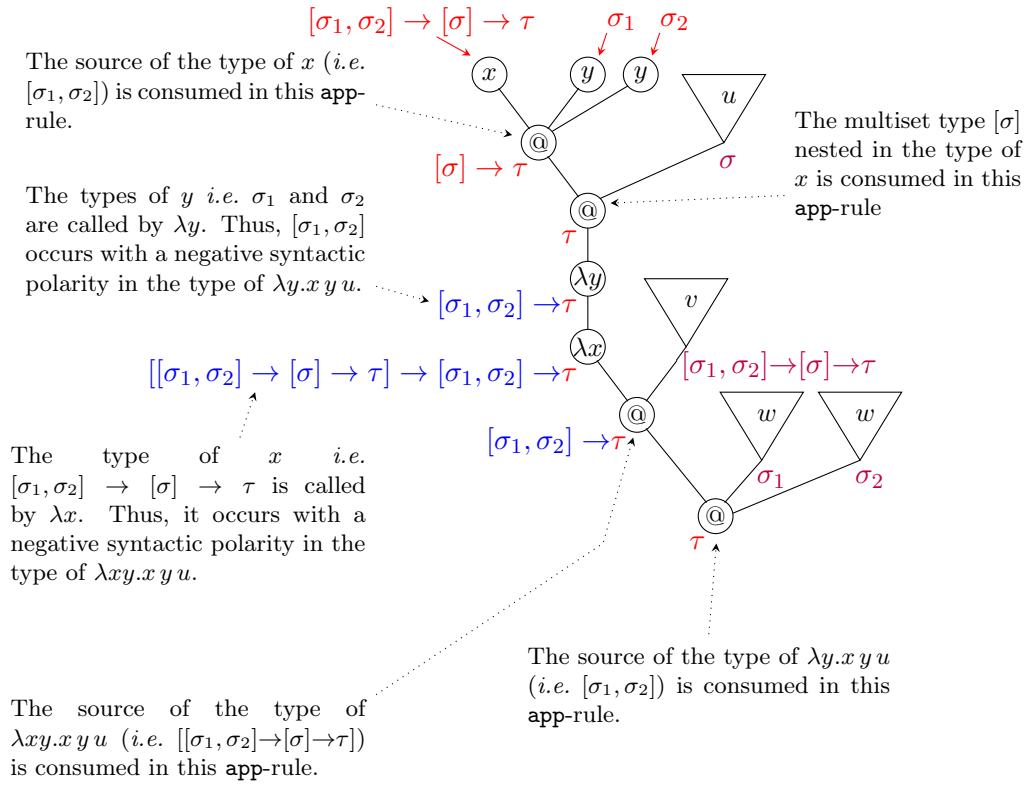 [σ₁, σ₂] → [σ] → τ
σ₁
σ₂
The source of the type of x (i.e.
[σ₁, σ₂]) is consumed in this app-
rule.
x
y
y
u
@
[σ] → τ
σ
The multiset type [σ]
nested in the type of
x is consumed in this
app-rule
The types of y i.e. σ₁ and σ₂
are called by λy. Thus, [σ₁, σ₂]
occurs with a negative syntactic
polarity in the type of λy.x y u.
@
τ
λy
[σ₁, σ₂] →τ
v
λx
[[σ₁, σ₂] → [σ] → τ] → [σ₁, σ₂] →τ
[σ₁, σ₂]→[σ]→τ
@
[σ₁, σ₂] →τ
w
w
σ₁
σ₂
@
τ
The type of x i.e.
[σ₁, σ₂] → [σ] → τ is called
by λx. Thus, it occurs with a
negative syntactic polarity in the
type of λxy.x y u.
The source of the type of λy.x y u
(i.e. [σ₁, σ₂]) is consumed in this
app-rule.
The source of the type of
λxy.x y u (i.e. [[σ₁, σ₂]→[σ]→τ])
is consumed in this app-rule.